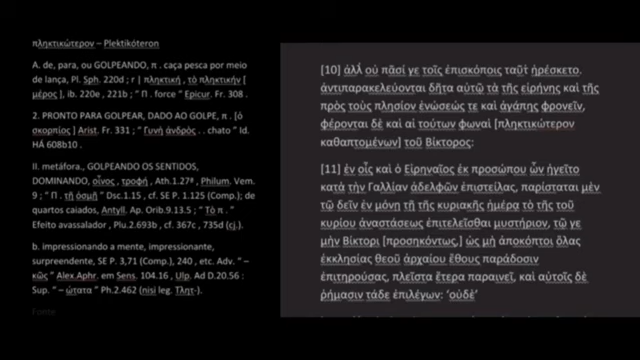 πληκτικώτερον – Plektikóteron
A. de, para, ou GOLPEANDO, π . caça pesca por meio
de lança, Pl. Sph. 220d ; r | πληκτική , τὸ πληκτικήν [
μέρος ], ib. 220e , 221b ; “ Π . force ” Epicur. Fr. 308 .
2. PRONTO PARA GOLPEAR, DADO AO GOLPE, π . [ὁ
σκορπίος ] Arist. Fr. 331 ; “ Γυνὴ ἀνδρὸς . . chato ” Id.
HÁ 608b10 .
II. metáfora., GOLPEANDO OS SENTIDOS,
DOMINANDO, οἶνος , τροφή , Ath.1.27ª , Philum. Vem.
9 ; “ Π . τῇ ὀσμῇ ” Dsc.1.15 , cf. SE P. 1.125 (Comp.); de
quartos caiados, Antyll. Ap. Orib.9.13.5 ; “ Τὸ π . ”
Efeito avassalador , Plu.2.693b , cf. 367c , 735d (cj.).
b. impressionando a mente, impressionante,
surpreendente, SE P. 3,71 (Comp.), 240 , etc. Adv. “ –
κῶς ” Alex.Aphr. em Sens. 104.16 , Ulp. Ad D.20.56 :
Sup. “ – ώτατα ” Ph.2.462 (nisi leg. Τλητ-).
Fonte
[10] ἀλλ’ οὐ πᾶσί γε τοῖς ἐπισκόποις ταῦτ’ ἠρέσκετο.
ἀντιπαρακελεύονται δῆτα αὐτῷ τὰ τῆς εἰρήνης καὶ τῆς
πρὸς τοὺς πλησίον ἑνώσεώς τε καὶ ἀγάπης φρονεῖν,
φέρονται δὲ καὶ αἱ τούτων φωναὶ [πληκτικώτερον
καθαπτομένων] τοῦ Βίκτορος:
[11] ἐν οἷς καὶ ὁ Εἰρηναῖος ἐκ προσώπου ὧν ἡγεῖτο
κατὰ τὴν Γαλλίαν ἀδελφῶν ἐπιστείλας, παρίσταται μὲν
τῷ δεῖν ἐν μόνῃ τῇ τῆς κυριακῆς ἡμέρᾳ τὸ τῆς τοῦ
κυρίου ἀναστάσεως ἐπιτελεῖσθαι μυστήριον, τῷ γε
μὴν Βίκτορι [προσηκόντως,] ὡς μὴ ἀποκόπτοι ὅλας
ἐκκλησίας θεοῦ ἀρχαίου ἔθους παράδοσιν
ἐπιτηρούσας, πλεῖστα ἕτερα παραινεῖ, καὶ αὐτοῖς δὲ
ῥήμασιν τάδε ἐπιλέγων: ‘οὐδὲ’